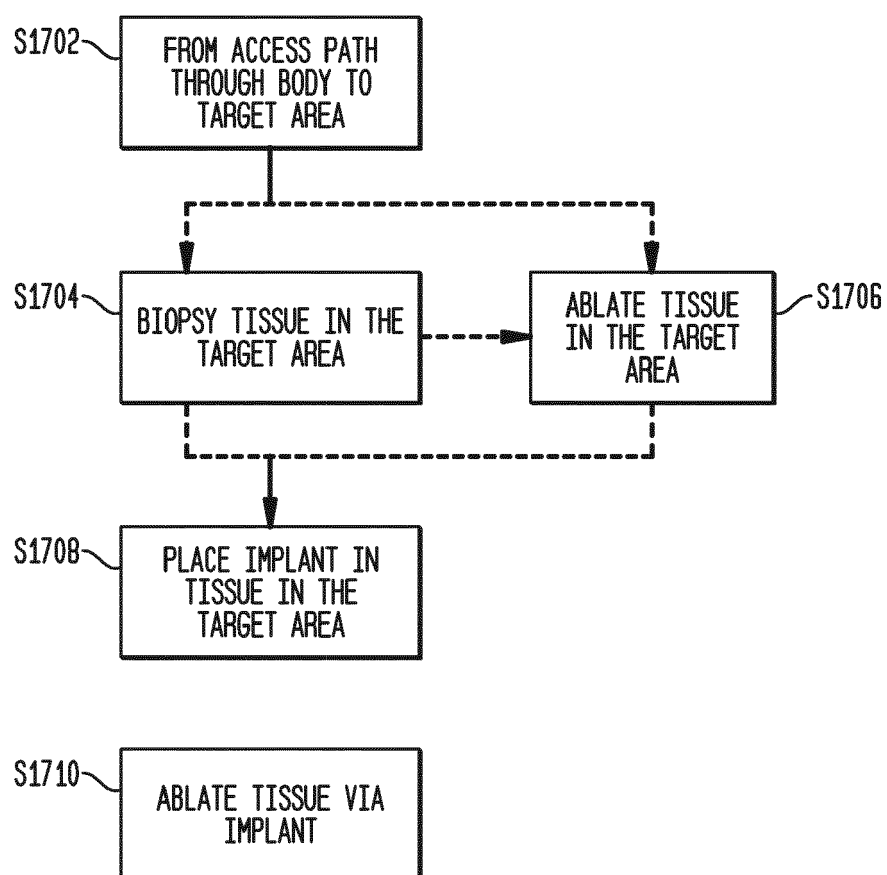 S1702
FROM ACCESS PATH
THROUGH BODY TO
TARGET AREA
S1704
BIOPSY TISSUE IN THE
TARGET AREA
ABLATE TISSUE
IN THE TARGET
AREA
S1706
S1708
PLACE IMPLANT IN
TISSUE IN THE
TARGET AREA
S1710
ABLATE TISSUE VIA
IMPLANT